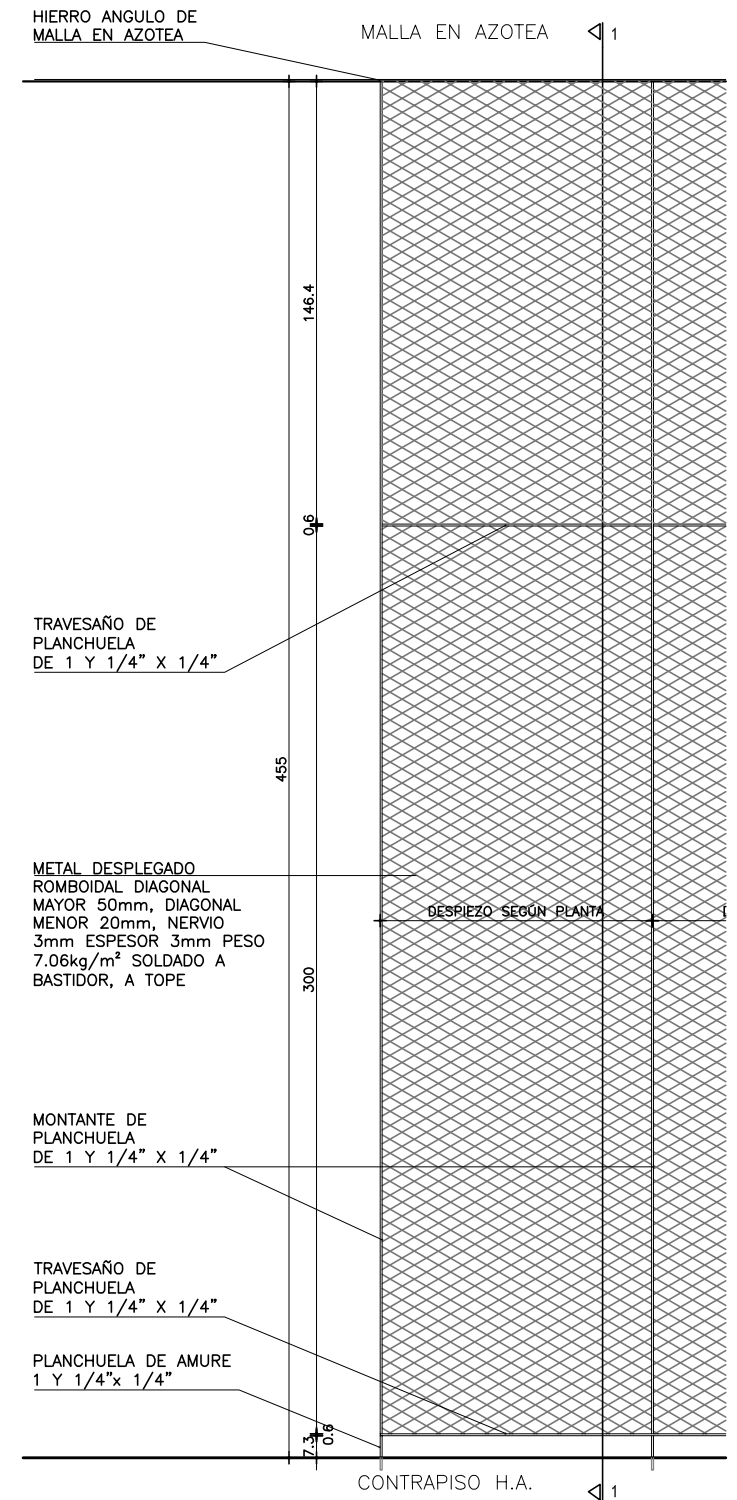 HIERRO ANGULO DE
MALLA EN AZOTEA
MALLA EN AZOTEA
1
146.4
0.6
TRAVESAÑO DE
PLANCHUELA
DE 1 Y 1/4” X 1/4”
455
METAL DESPLEGADO
ROMBOIDAL DIAGONAL
MAYOR 50mm, DIAGONAL
MENOR 20mm, NERVIO
3mm ESPESOR 3mm PESO
7.06kg/m² SOLDADO A
BASTIDOR, A TOPE
DESPIEZO SEGÚN PLANTA
300
MONTANTE DE
PLANCHUELA
DE 1 Y 1/4” X 1/4”
TRAVESAÑO DE
PLANCHUELA
DE 1 Y 1/4” X 1/4”
PLANCHUELA DE AMURE
1 Y 1/4”x 1/4”
0.6
7.3
CONTRAPISO H.A.
1